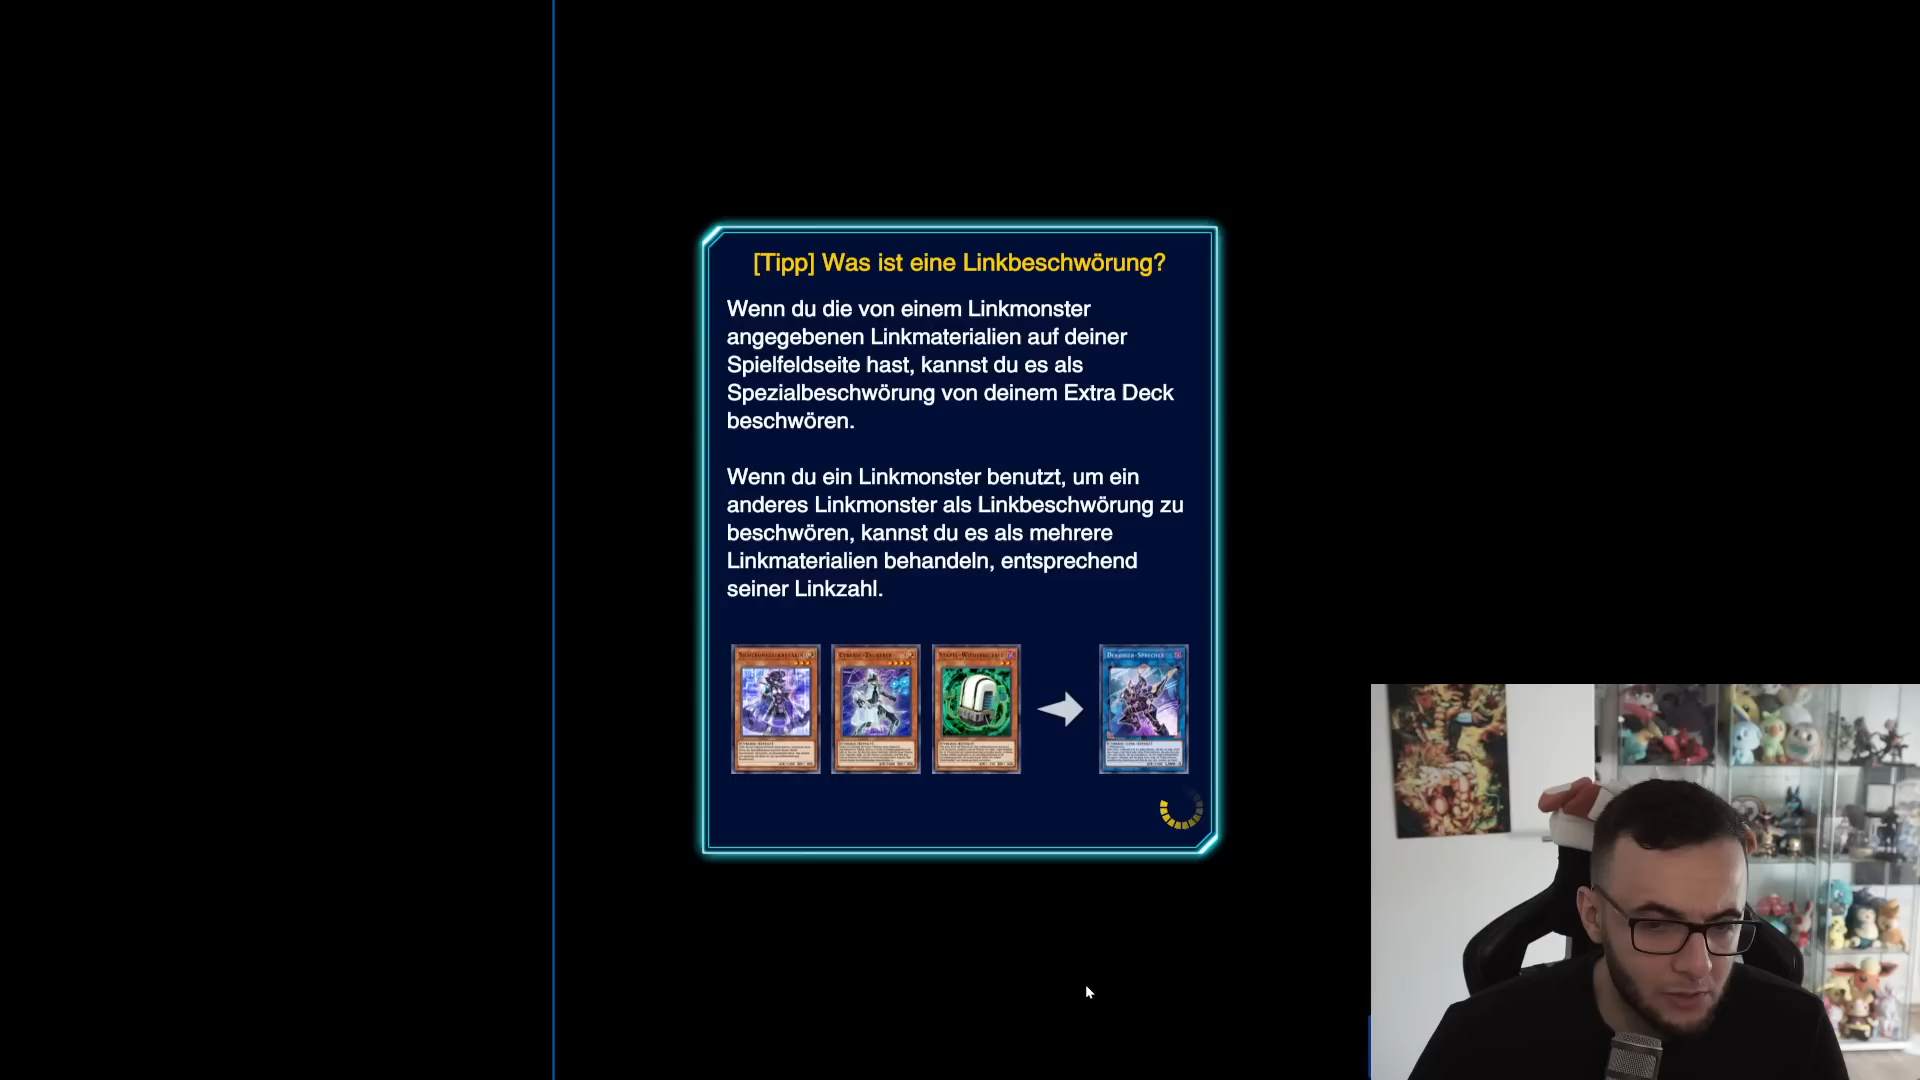 [Tipp] Was ist eine Linkbeschwörung?
Wenn du die von einem Linkmonster
angegebenen Linkmaterialien auf deiner
Spielfeldseite hast, kannst du es als
Spezialbeschwörung von deinem Extra Deck
beschwören.
Wenn du ein Linkmonster benutzt, um ein
anderes Linkmonster als Linkbeschwörung zu
beschwören, kannst du es als mehrere
Linkmaterialien behandeln, entsprechend
seiner Linkzahl.